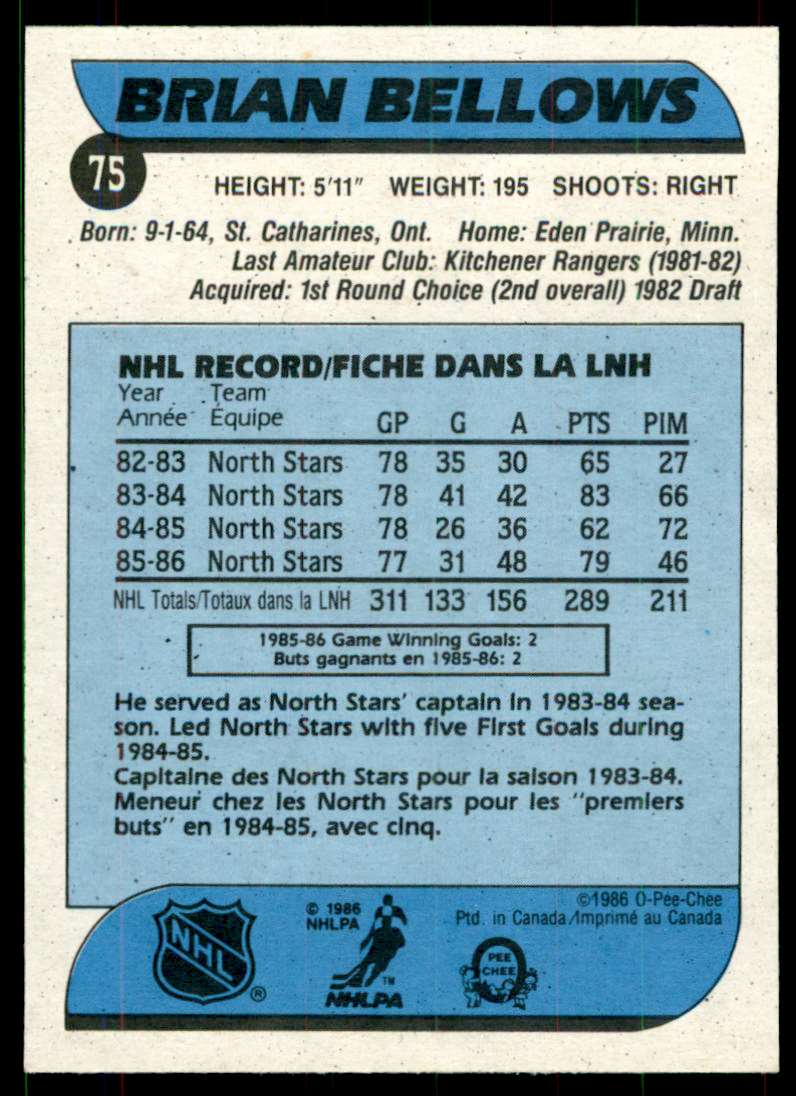 BRIAN BELLOWS
75
HEIGHT: 5'11" WEIGHT: 195 SHOOTS: RIGHT
Born: 9-1-64, St. Catharines, Ont. Home: Eden Prairie, Minn.
Last Amateur Club: Kitchener Rangers (1981-82)
Acquired: 1st Round Choice (2nd overall) 1982 Draft
NHL RECORD/FICHE DANS LA LNH
Year Team
Année Équipe GP G A PTS PIM
82-83 North Stars 78 35 30 65 27
83-84 North Stars 78 41 42 83 66
84-85 North Stars 78 26 36 62 72
85-86 North Stars 77 31 48 79 46
NHL Totals/Totaux dans la LNH 311 133 156 289 211
1985-86 Game Winning Goals: 2
Buts gagnants en 1985-86: 2
He served as North Stars' captain in 1983-84 sea-
son. Led North Stars with five First Goals during
1984-85.
Capitaine des North Stars pour la saison 1983-84.
Meneur chez les North Stars pour les "premiers
buts" en 1984-85, avec cinq.
©1986 O-Pee-Chee
Ptd. in Canada/Imprimé au Canada
© 1986
NHLPA
NHL
®
TM
NHLPA
PEE
CHEE